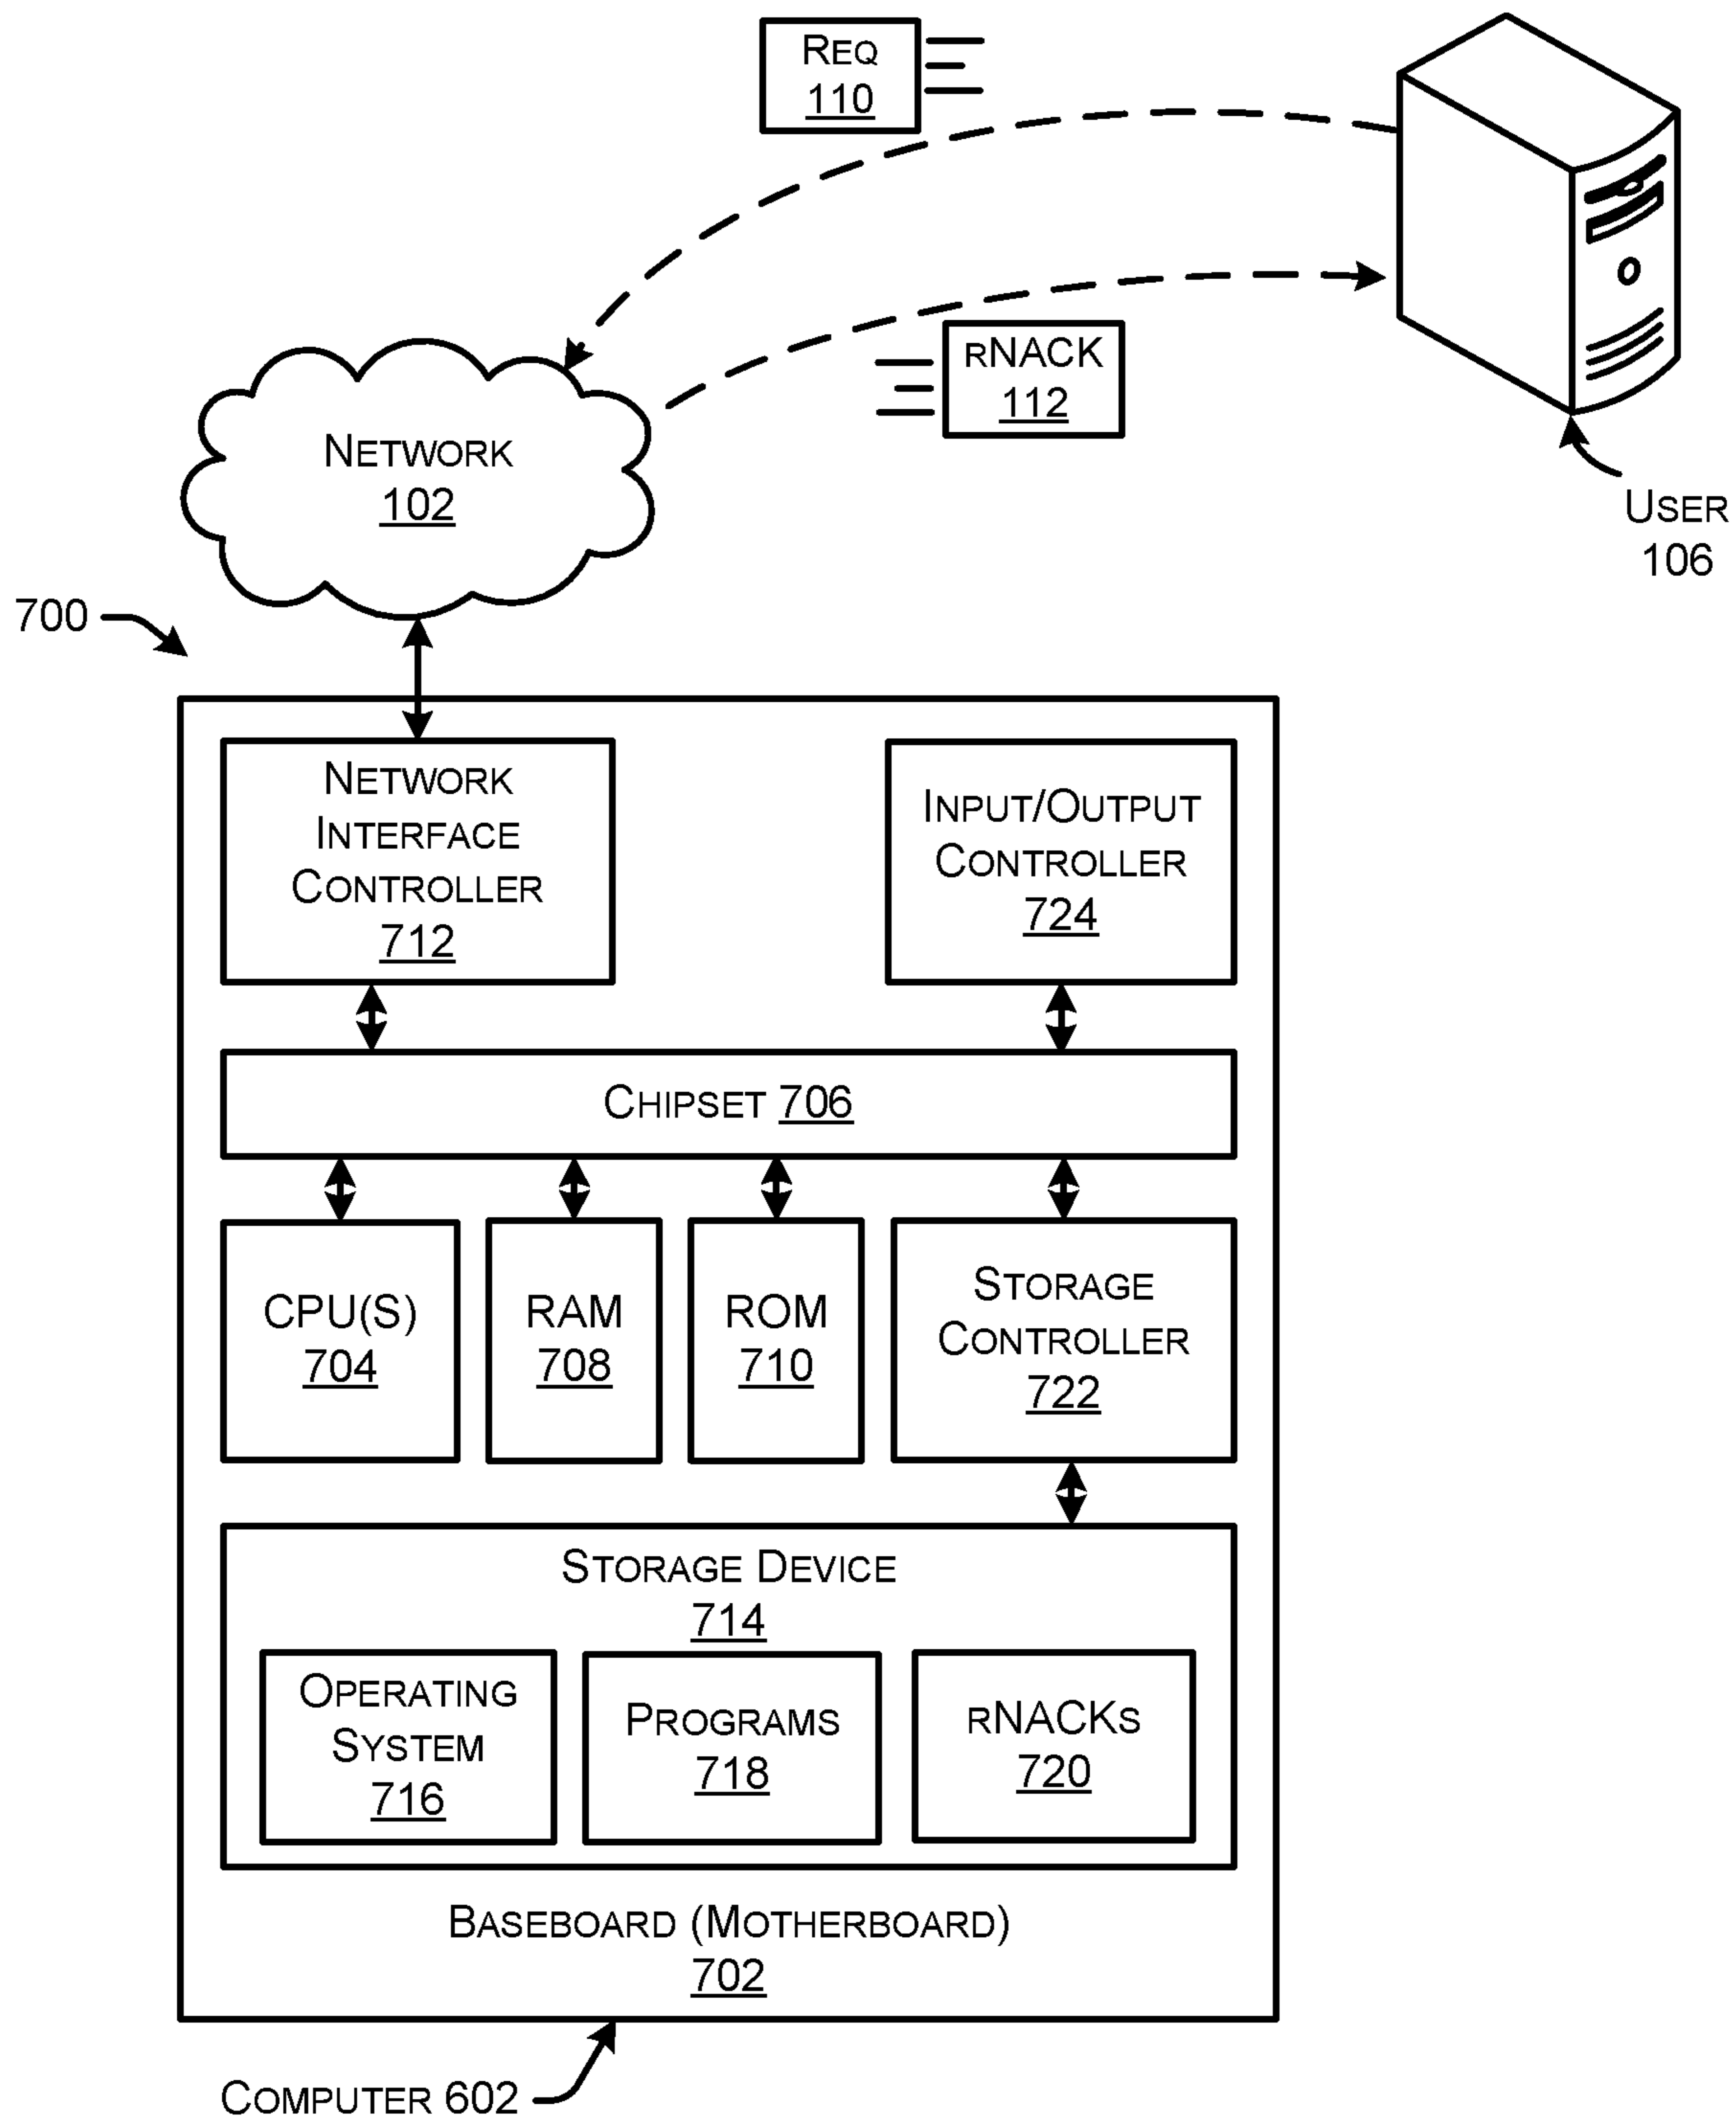 REQ
110
RNACK
112
NETWORK
102
USER
106
700
NETWORK
INTERFACE
CONTROLLER
712
INPUT/OUTPUT
CONTROLLER
724
CHIPSET 706
CPU(S)
704
RAM
708
ROM
710
STORAGE
CONTROLLER
722
STORAGE DEVICE
714
OPERATING
SYSTEM
716
PROGRAMS
718
RNACKS
720
BASEBOARD (MOTHERBOARD)
702
COMPUTER 602